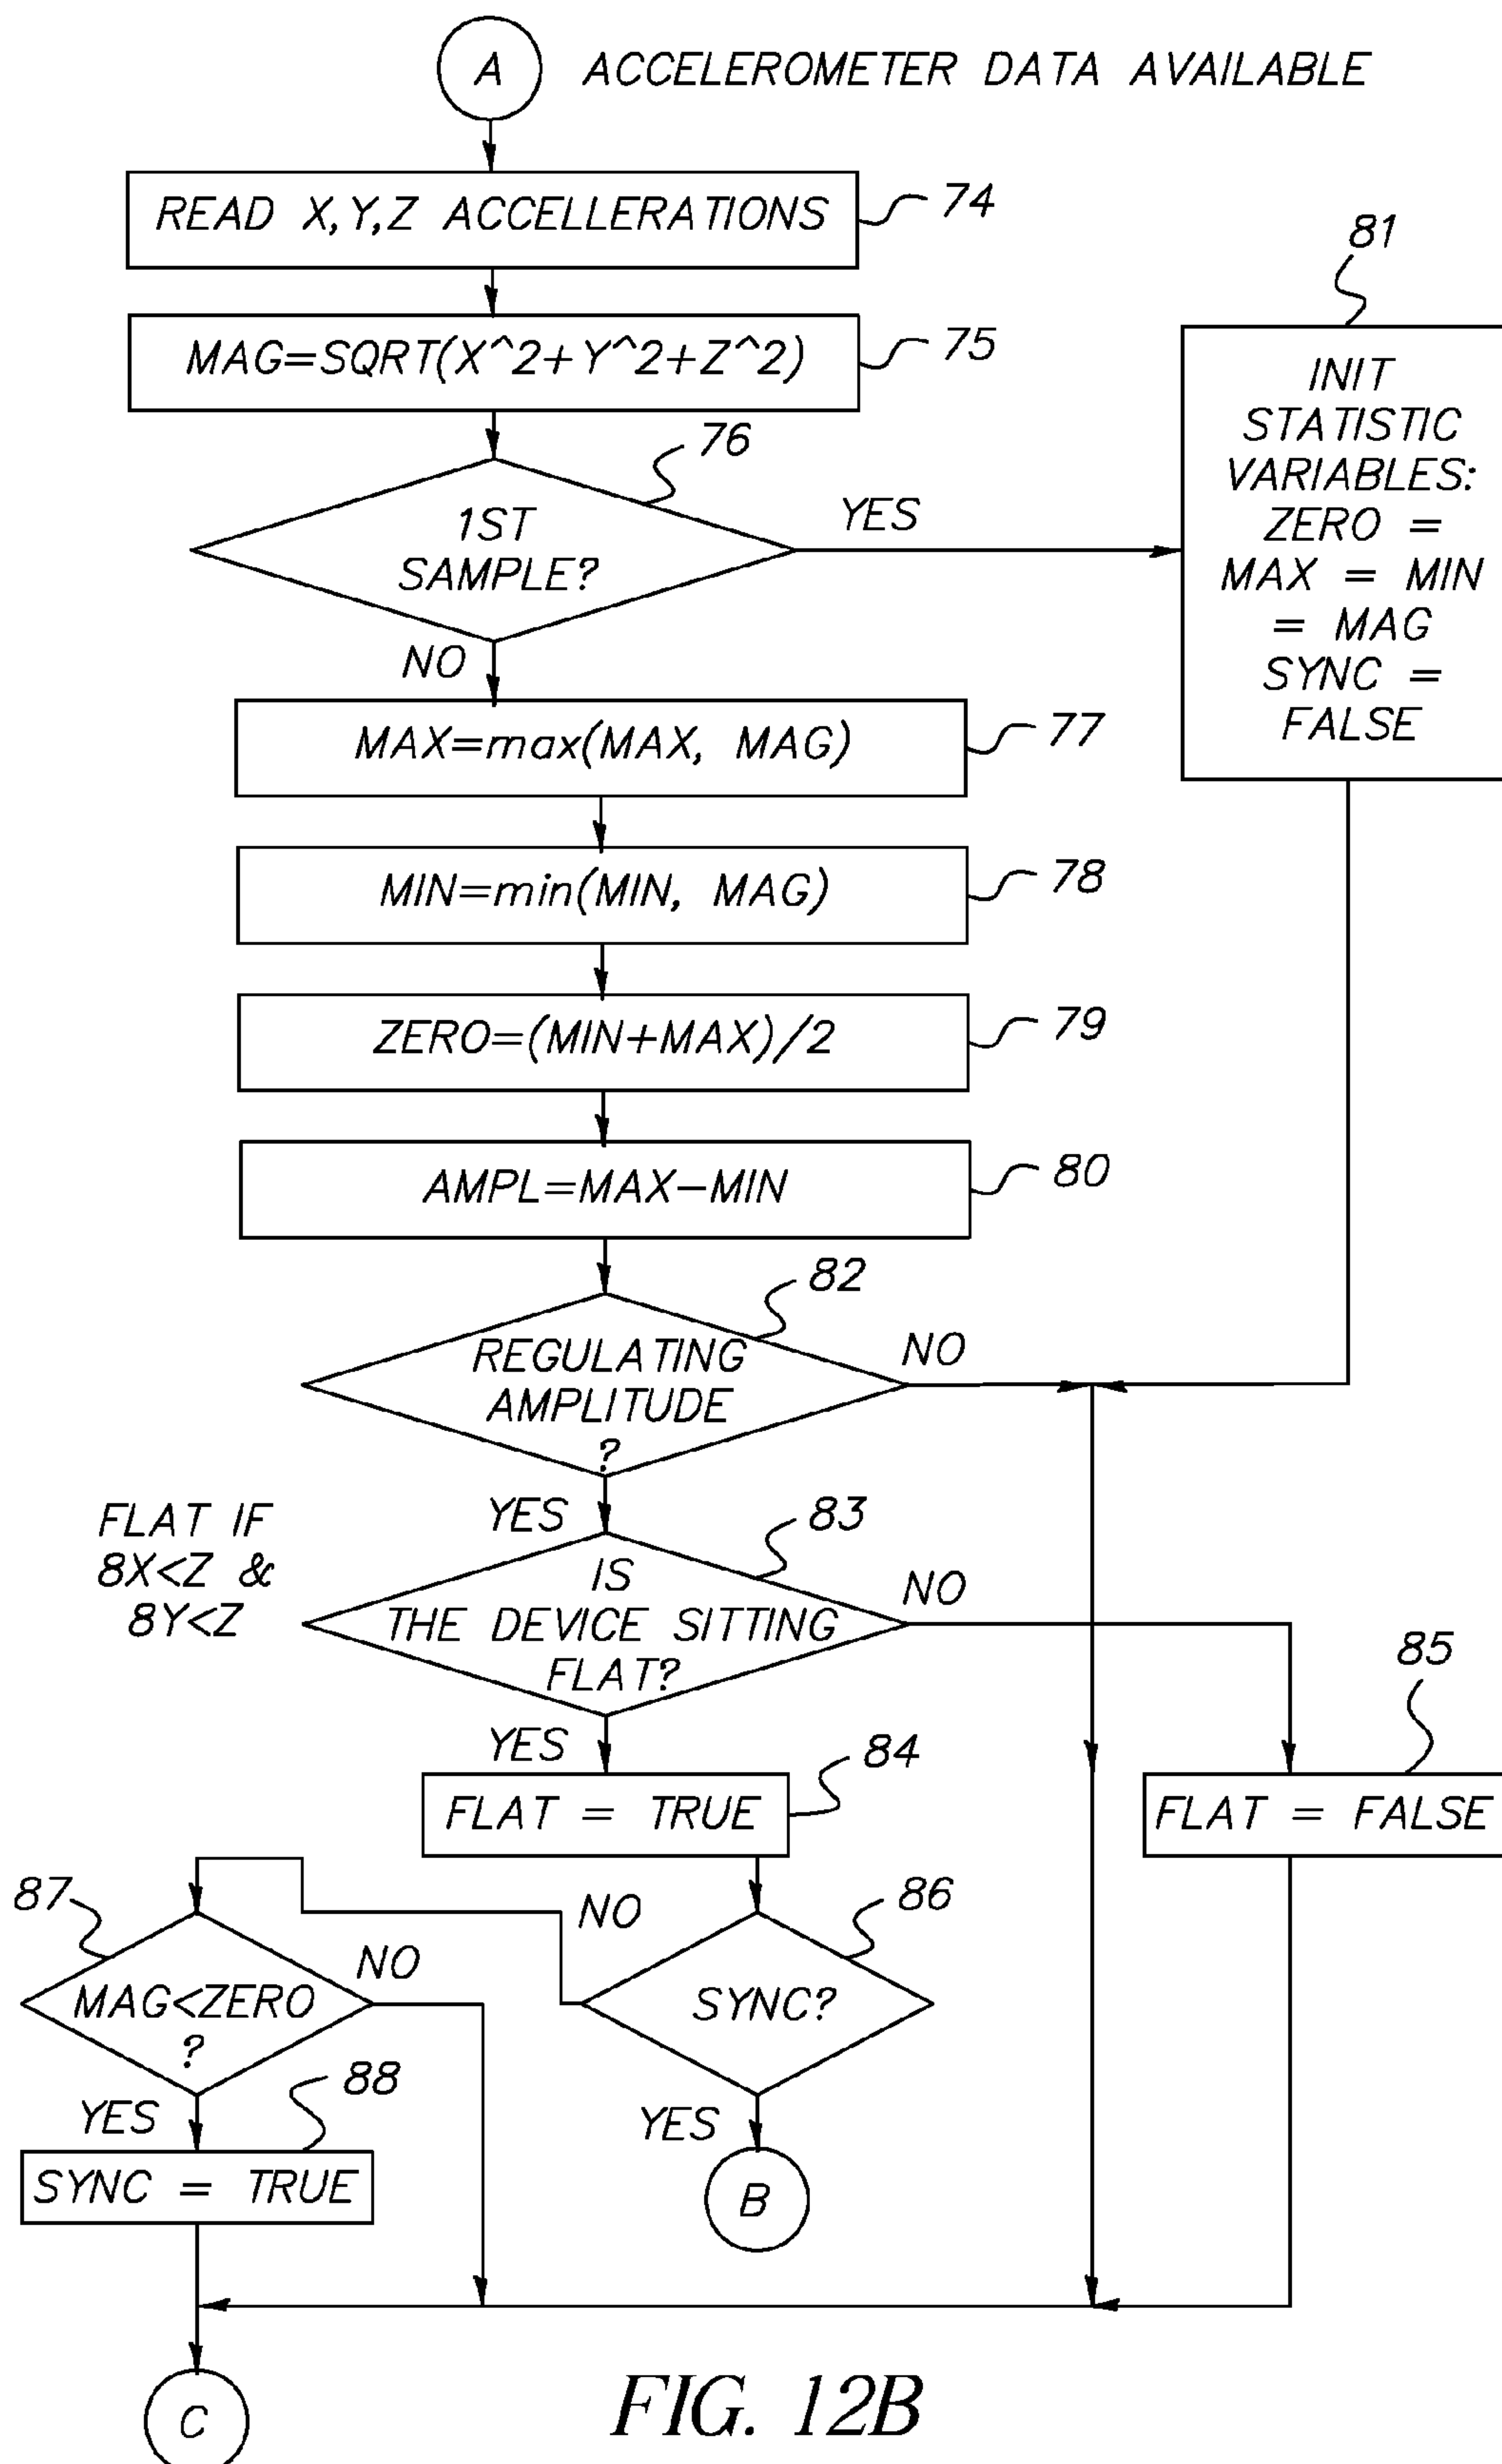 A
ACCELEROMETER DATA AVAILABLE
READ X,Y,Z ACCELLERATIONS
74
MAG=SQRT(X^2+Y^2+Z^2)
75
76
1ST
SAMPLE?
YES
NO
81
INIT
STATISTIC
VARIABLES:
ZERO =
MAX = MIN
= MAG
SYNC =
FALSE
MAX=max(MAX, MAG)
77
MIN=min(MIN, MAG)
78
ZERO=(MIN+MAX)/2
79
AMPL=MAX-MIN
80
82
REGULATING
AMPLITUDE
?
NO
YES
FLAT IF
8X<Z &
8Y<Z
83
IS
THE DEVICE SITTING
FLAT?
NO
YES
84
FLAT = TRUE
85
FLAT = FALSE
86
SYNC?
NO
YES
B
87
MAG<ZERO
?
NO
YES
88
SYNC = TRUE
C
FIG. 12B